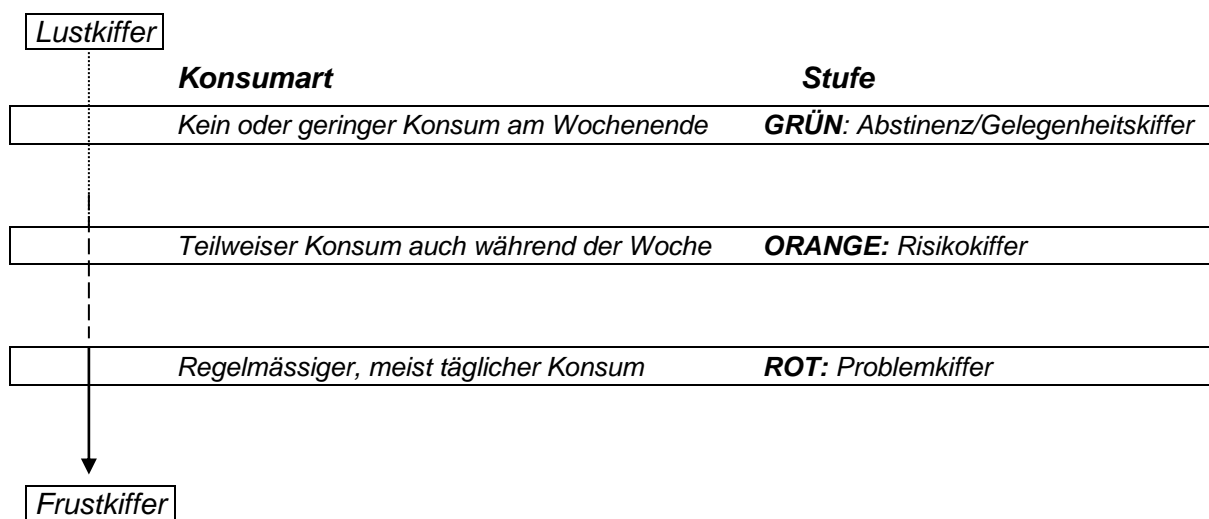 Lustkiffer
Konsumart Stufe
Kein oder geringer Konsum am Wochenende GRÜN: Abstinenz/Gelegenheitskiffer
Teilweiser Konsum auch während der Woche ORANGE: Risikokiffer
Regelmässiger, meist täglicher Konsum ROT: Problemkiffer
Frustkiffer